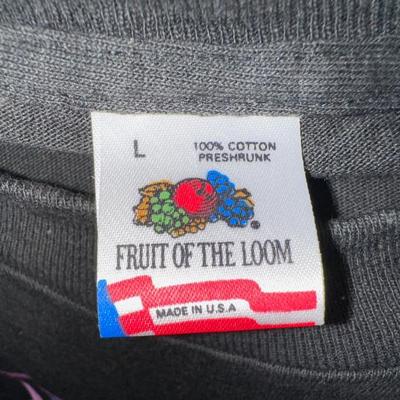 L
100% COTTON
PRESHRUNK
®
FRUIT OF THE LOOM
MADE IN U.S.A